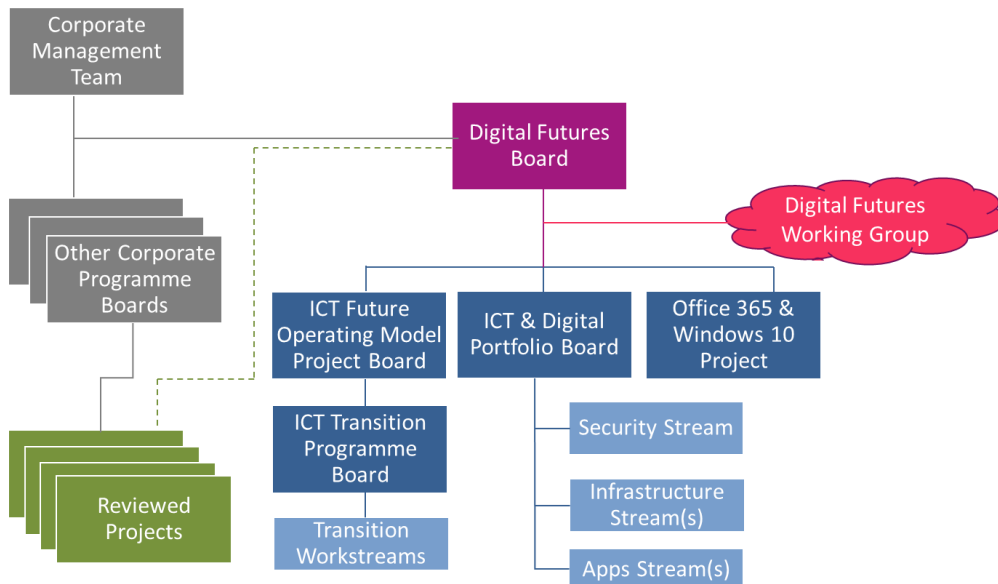 Corporate
Management
Team
Digital Futures
Board
Digital Futures
Working Group
Other Corporate
Programme
Boards
ICT Future
Operating Model
Project Board
ICT & Digital
Portfolio Board
Office 365 &
Windows 10
Project
ICT Transition
Programme
Board
Security Stream
Reviewed
Projects
Infrastructure
Stream(s)
Transition
Workstreams
Apps Stream(s)